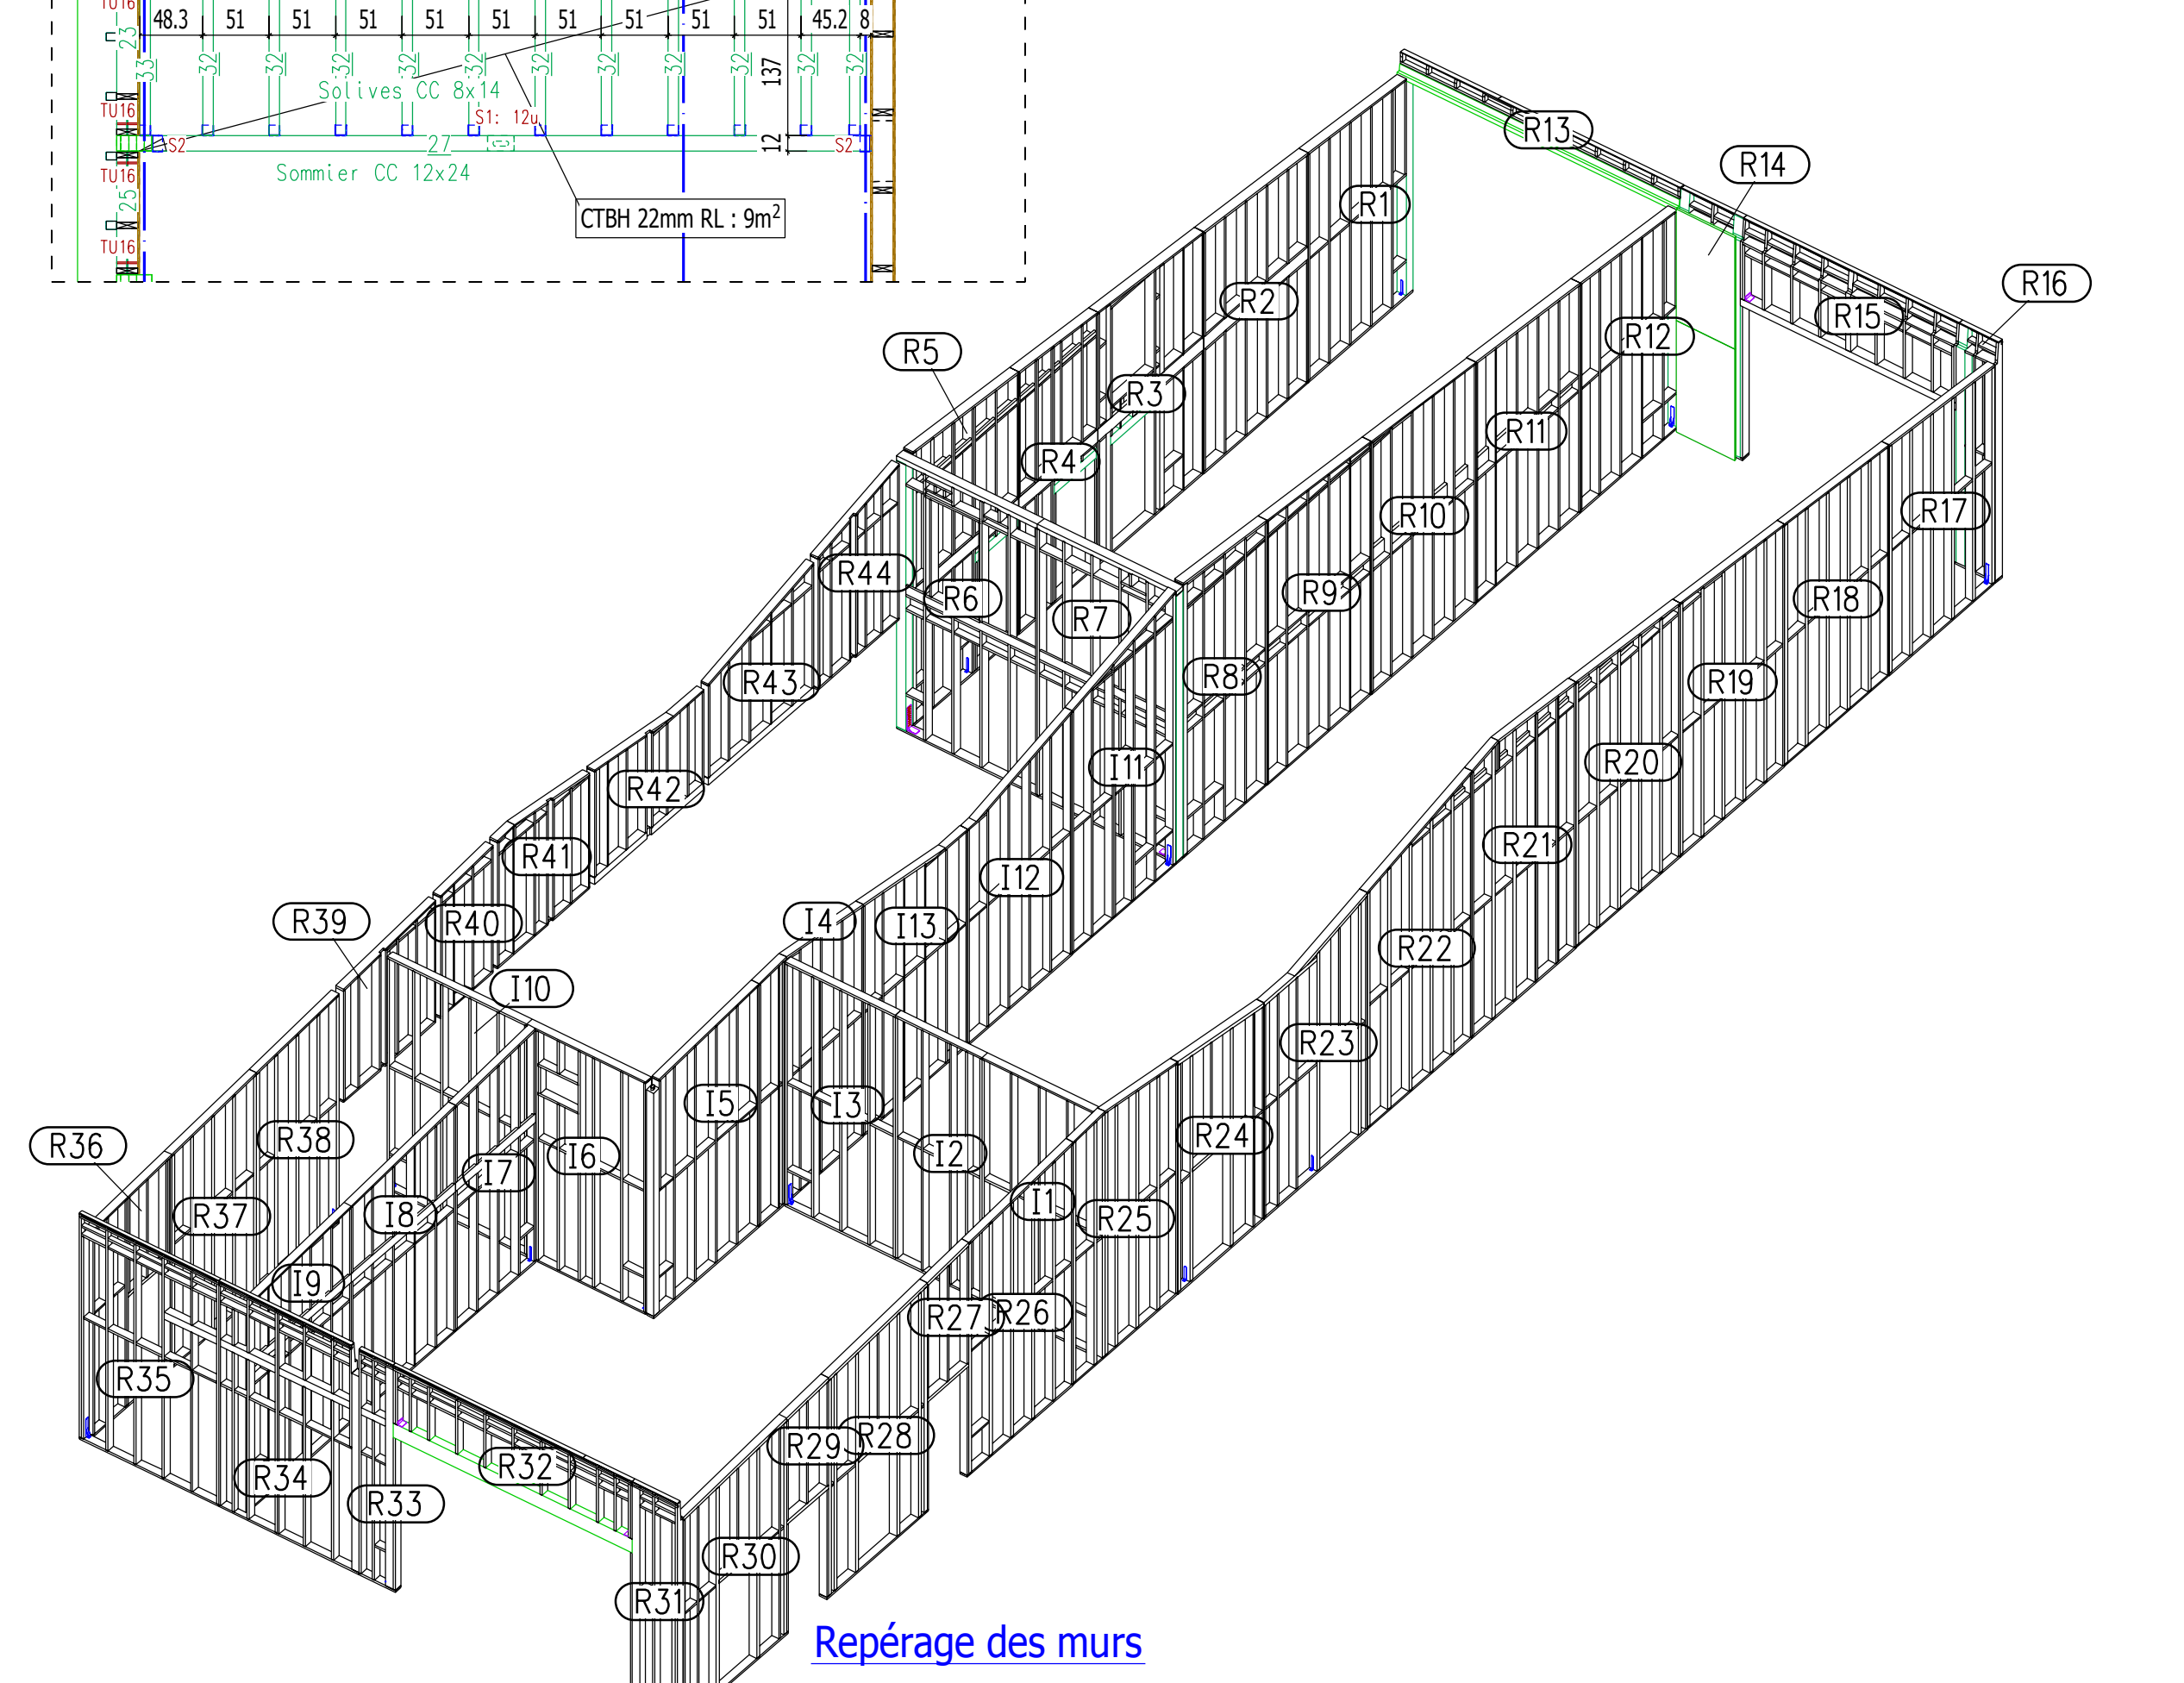 TU16
48.3 51 51 51 51 51 51 51 51 51 45.2 8
23
33 32 32 32 32 32 32 32 32 32 32 32
137
Solives CC 8x14
TU16
S1: 12u
S2
27
S2
12
TU16
Sommier CC 12x24
25
CTBH 22mm RL : 9m²
TU16
R13
R14
R1
R16
R2
R15
R12
R5
R3
R11
R4
R17
R10
R44
R9
R6
R18
R7
R8
R43
R19
R20
I11
R42
R21
R41
I12
R39
R40
I4
I13
R22
I10
R23
I5
I3
R24
R36
R38
I6
I2
I7
I1
R37
I8
R25
I9
R27
R26
R35
R29
R28
R32
R34
R33
R30
R31
Repérage des murs